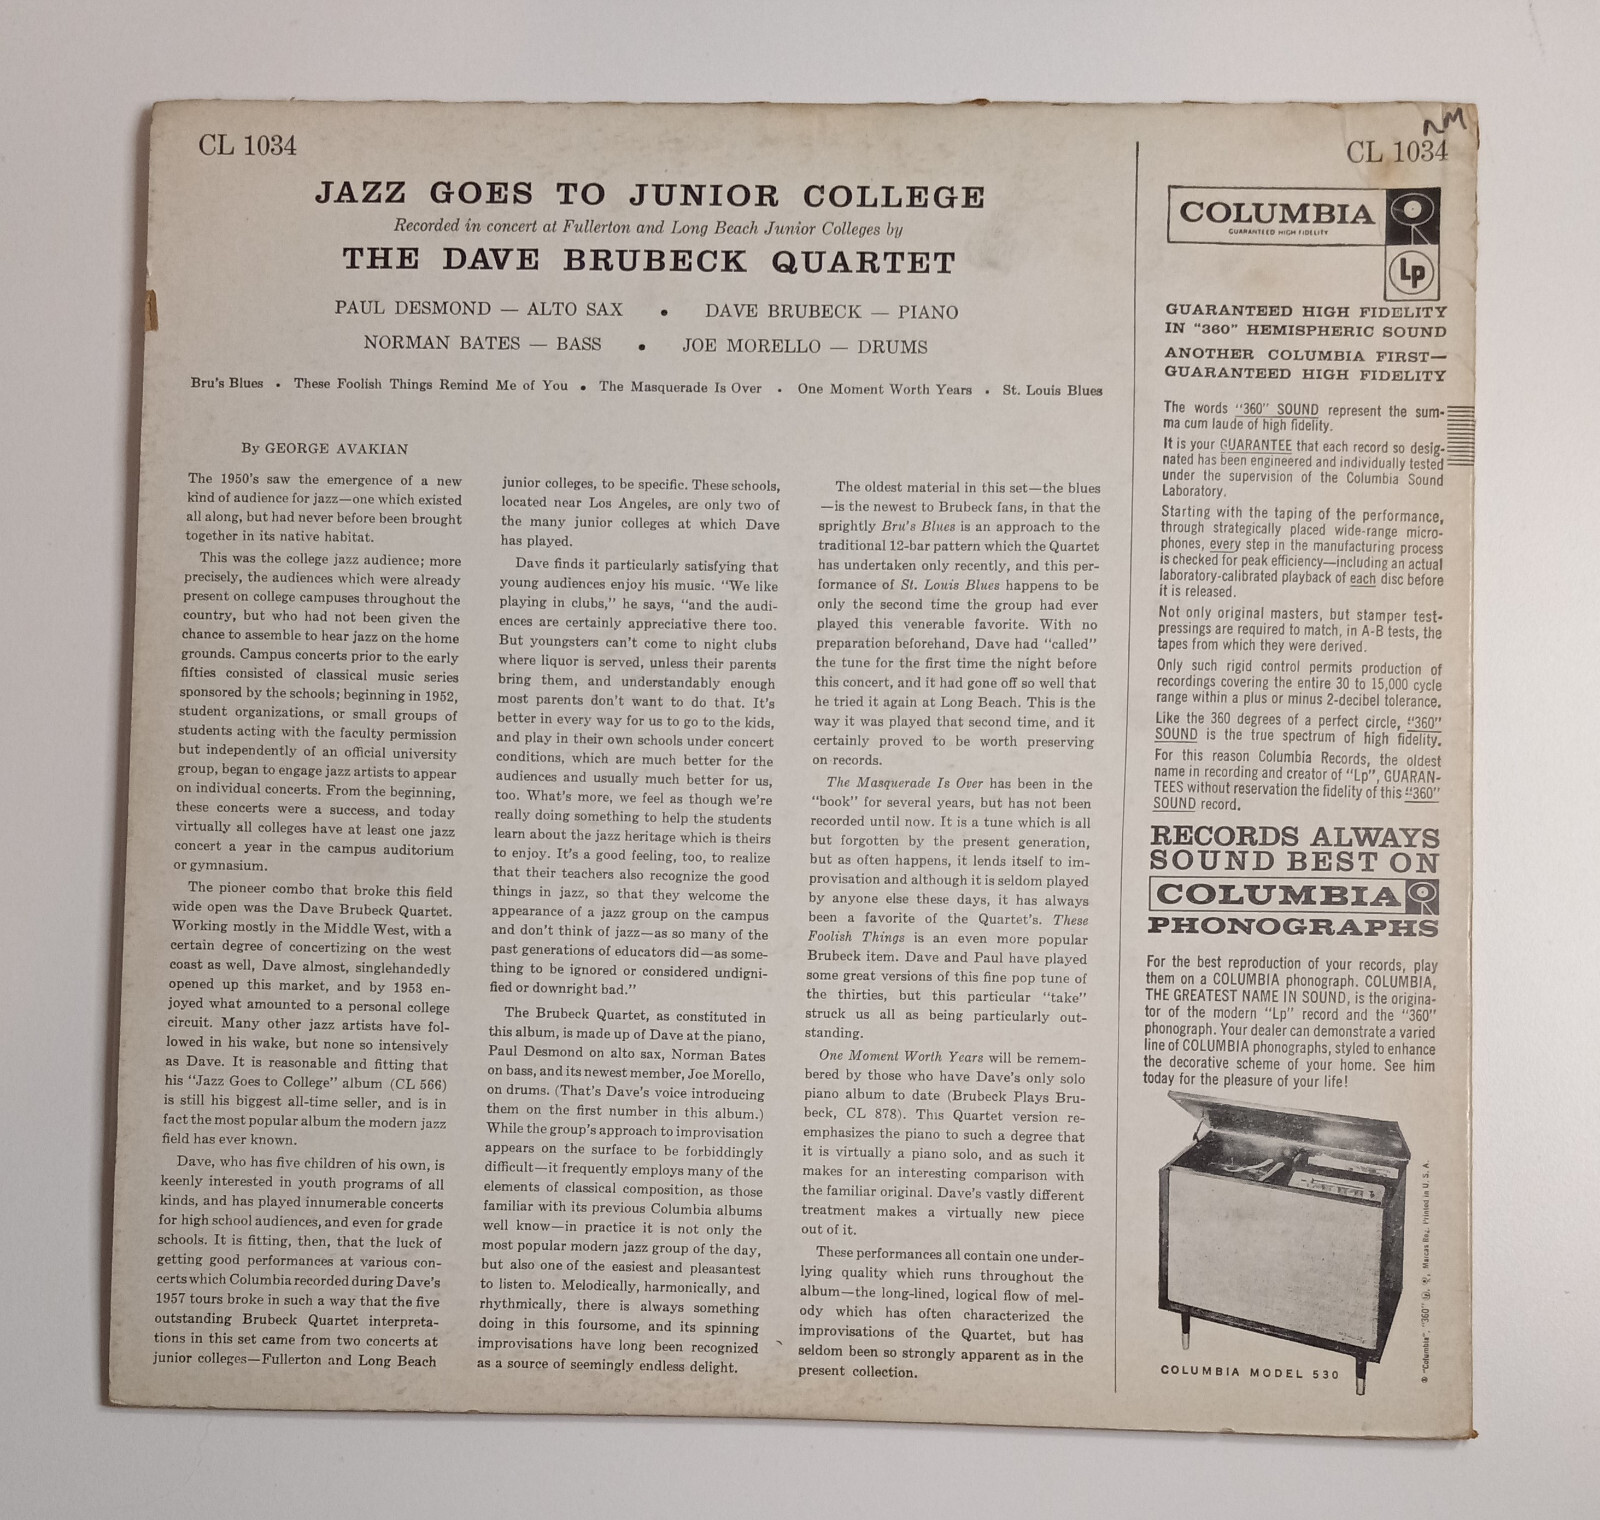 CL 1034
JAZZ GOES TO JUNIOR COLLEGE
Recorded in concert at Fullerton and Long Beach Junior Colleges by
THE DAVE BRUBECK QUARTET
PAUL DESMOND — ALTO SAX • DAVE BRUBECK — PIANO
NORMAN BATES — BASS • JOE MORELLO — DRUMS
Bru's Blues • These Foolish Things Remind Me of You • The Masquerade Is Over • One Moment Worth Years • St. Louis Blues
By GEORGE AVAKIAN
The 1950's saw the emergence of a new
kind of audience for jazz—one which existed
all along, but had never before been brought
together in its native habitat.
This was the college jazz audience; more
precisely, the audiences which were already
present on college campuses throughout the
country, but who had not been given the
chance to assemble to hear jazz on the home
grounds. Campus concerts prior to the early
fifties consisted of classical music series
sponsored by the schools; beginning in 1952,
student organizations, or small groups of
students acting with the faculty permission
but independently of an official university
group, began to engage jazz artists to appear
on individual concerts. From the beginning,
these concerts were a success, and today
virtually all colleges have at least one jazz
concert a year in the campus auditorium
or gymnasium.
The pioneer combo that broke this field
wide open was the Dave Brubeck Quartet.
Working mostly in the Middle West, with a
certain degree of concertizing on the west
coast as well, Dave almost, singlehandedly
opened up this market, and by 1953 en-
joyed what amounted to a personal college
circuit. Many other jazz artists have fol-
lowed in his wake, but none so intensively
as Dave. It is reasonable and fitting that
his "Jazz Goes to College" album (CL 566)
is still his biggest all-time seller, and is in
fact the most popular album the modern jazz
field has ever known.
Dave, who has five children of his own, is
keenly interested in youth programs of all
kinds, and has played innumerable concerts
for high school audiences, and even for grade
schools. It is fitting, then, that the luck of
getting good performances at various con-
certs which Columbia recorded during Dave's
1957 tours broke in such a way that the five
outstanding Brubeck Quartet interpreta-
tions in this set came from two concerts at
junior colleges—Fullerton and Long Beach
junior colleges, to be specific. These schools,
located near Los Angeles, are only two of
the many junior colleges at which Dave
has played.
Dave finds it particularly satisfying that
young audiences enjoy his music. "We like
playing in clubs," he says, "and the audi-
ences are certainly appreciative there too.
But youngsters can't come to night clubs
where liquor is served, unless their parents
bring them, and understandably enough
most parents don't want to do that. It's
better in every way for us to go to the kids,
and play in their own schools under concert
conditions, which are much better for the
audiences and usually much better for us,
too. What's more, we feel as though we're
really doing something to help the students
learn about the jazz heritage which is theirs
to enjoy. It's a good feeling, too, to realize
that their teachers also recognize the good
things in jazz, so that they welcome the
appearance of a jazz group on the campus
and don't think of jazz—as so many of the
past generations of educators did—as some-
thing to be ignored or considered undigni-
fied or downright bad."
The Brubeck Quartet, as constituted in
this album, is made up of Dave at the piano,
Paul Desmond on alto sax, Norman Bates
on bass, and its newest member, Joe Morello,
on drums. (That's Dave's voice introducing
them on the first number in this album.)
While the group's approach to improvisation
appears on the surface to be forbiddingly
difficult—it frequently employs many of the
elements of classical composition, as those
familiar with its previous Columbia albums
well know—in practice it is not only the
most popular modern jazz group of the day,
but also one of the easiest and pleasantest
to listen to. Melodically, harmonically, and
rhythmically, there is always something
doing in this foursome, and its spinning
improvisations have long been recognized
as a source of seemingly endless delight.
The oldest material in this set—the blues
—is the newest to Brubeck fans, in that the
sprightly Bru's Blues is an approach to the
traditional 12-bar pattern which the Quartet
has undertaken only recently, and this per-
formance of St. Louis Blues happens to be
only the second time the group had ever
played this venerable favorite. With no
preparation beforehand, Dave had "called"
the tune for the first time the night before
this concert, and it had gone off so well that
he tried it again at Long Beach. This is the
way it was played that second time, and it
certainly proved to be worth preserving
on records.
The Masquerade Is Over has been in the
"book" for several years, but has not been
recorded until now. It is a tune which is all
but forgotten by the present generation,
but as often happens, it lends itself to im-
provisation and although it is seldom played
by anyone else these days, it has always
been a favorite of the Quartet's. These
Foolish Things is an even more popular
Brubeck item. Dave and Paul have played
some great versions of this fine pop tune of
the thirties, but this particular "take"
struck us all as being particularly out-
standing.
One Moment Worth Years will be remem-
bered by those who have Dave's only solo
piano album to date (Brubeck Plays Bru-
beck, CL 878). This Quartet version re-
emphasizes the piano to such a degree that
it is virtually a piano solo, and as such it
makes for an interesting comparison with
the familiar original. Dave's vastly different
treatment makes a virtually new piece
out of it.
These performances all contain one under-
lying quality which runs throughout the
album—the long-lined, logical flow of mel-
ody which has often characterized the
improvisations of the Quartet, but has
seldom been so strongly apparent as in the
present collection.
NM
CL 1034
COLUMBIA
GUARANTEED HIGH FIDELITY
Lp
GUARANTEED HIGH FIDELITY
IN "360" HEMISPHERIC SOUND
ANOTHER COLUMBIA FIRST—
GUARANTEED HIGH FIDELITY
The words "360" SOUND represent the sum-
ma cum laude of high fidelity.
It is your GUARANTEE that each record so desig-
nated has been engineered and individually tested
under the supervision of the Columbia Sound
Laboratory.
Starting with the taping of the performance,
through strategically placed wide-range micro-
phones, every step in the manufacturing process
is checked for peak efficiency—including an actual
laboratory-calibrated playback of each disc before
it is released.
Not only original masters, but stamper test-
pressings are required to match, in A-B tests, the
tapes from which they were derived.
Only such rigid control permits production of
recordings covering the entire 30 to 15,000 cycle
range within a plus or minus 2-decibel tolerance.
Like the 360 degrees of a perfect circle, "360"
SOUND is the true spectrum of high fidelity.
For this reason Columbia Records, the oldest
name in recording and creator of "Lp", GUARAN-
TEES without reservation the fidelity of this "360"
SOUND record.
RECORDS ALWAYS
SOUND BEST ON
COLUMBIA
PHONOGRAPHS
For the best reproduction of your records, play
them on a COLUMBIA phonograph. COLUMBIA,
THE GREATEST NAME IN SOUND, is the origina-
tor of the modern "Lp" record and the "360"
phonograph. Your dealer can demonstrate a varied
line of COLUMBIA phonographs, styled to enhance
the decorative scheme of your home. See him
today for the pleasure of your life!
COLUMBIA MODEL 530
® "Columbia", "360" Marcas Reg. Printed in U. S. A.